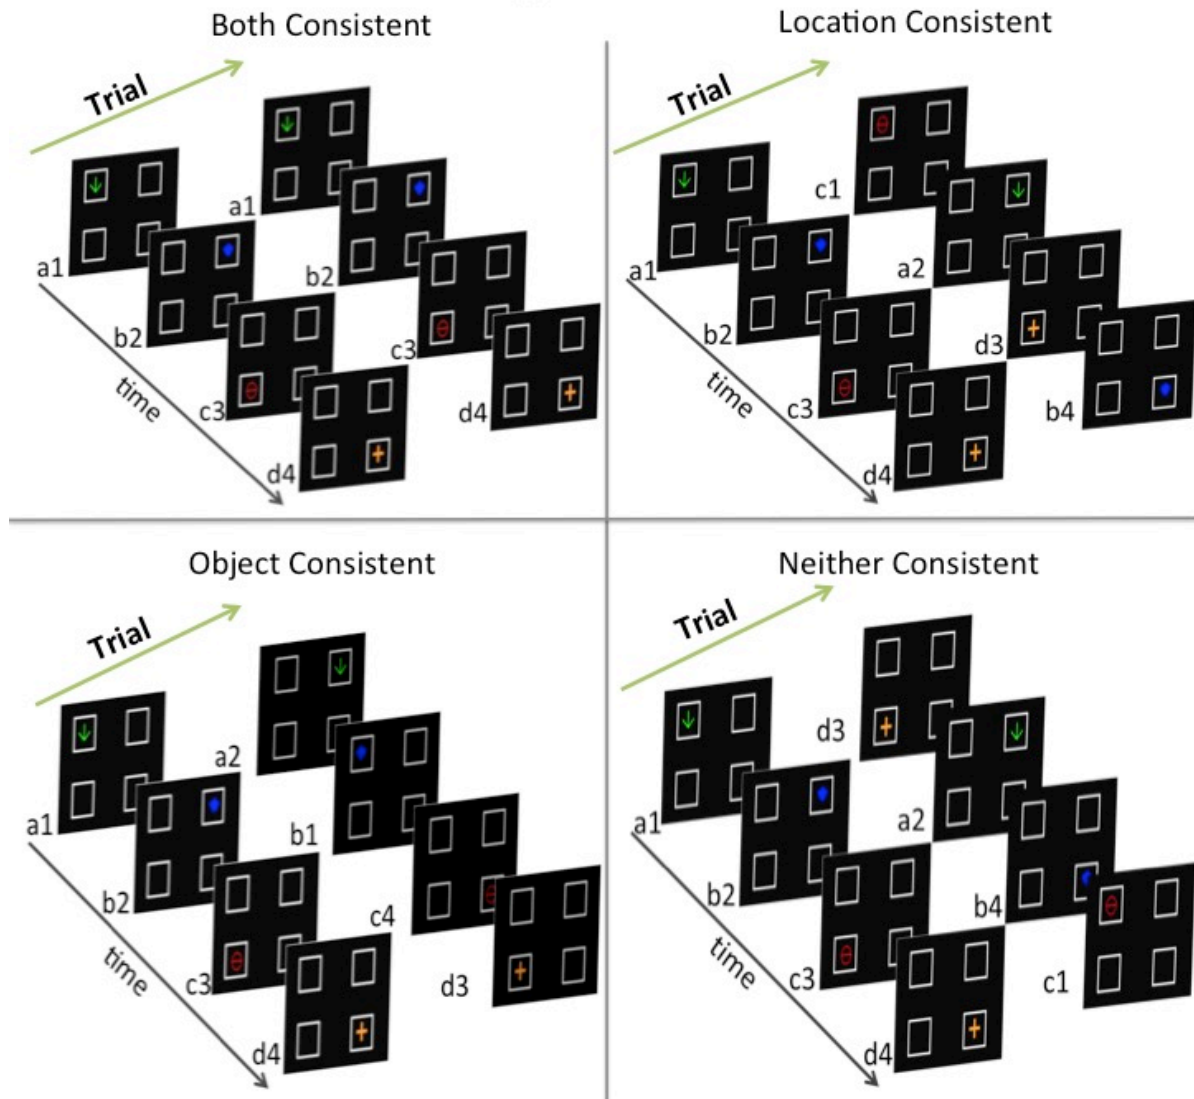 Both Consistent
Trial
a1
b2
c3
d4
a1
b2
c3
d4
time
Location Consistent
Trial
a1
b2
c3
d4
c1
a2
d3
b4
time
Object Consistent
Trial
a1
b2
c3
d4
a2
b1
c4
d3
time
Neither Consistent
Trial
a1
b2
c3
d4
d3
a2
b4
c1
time